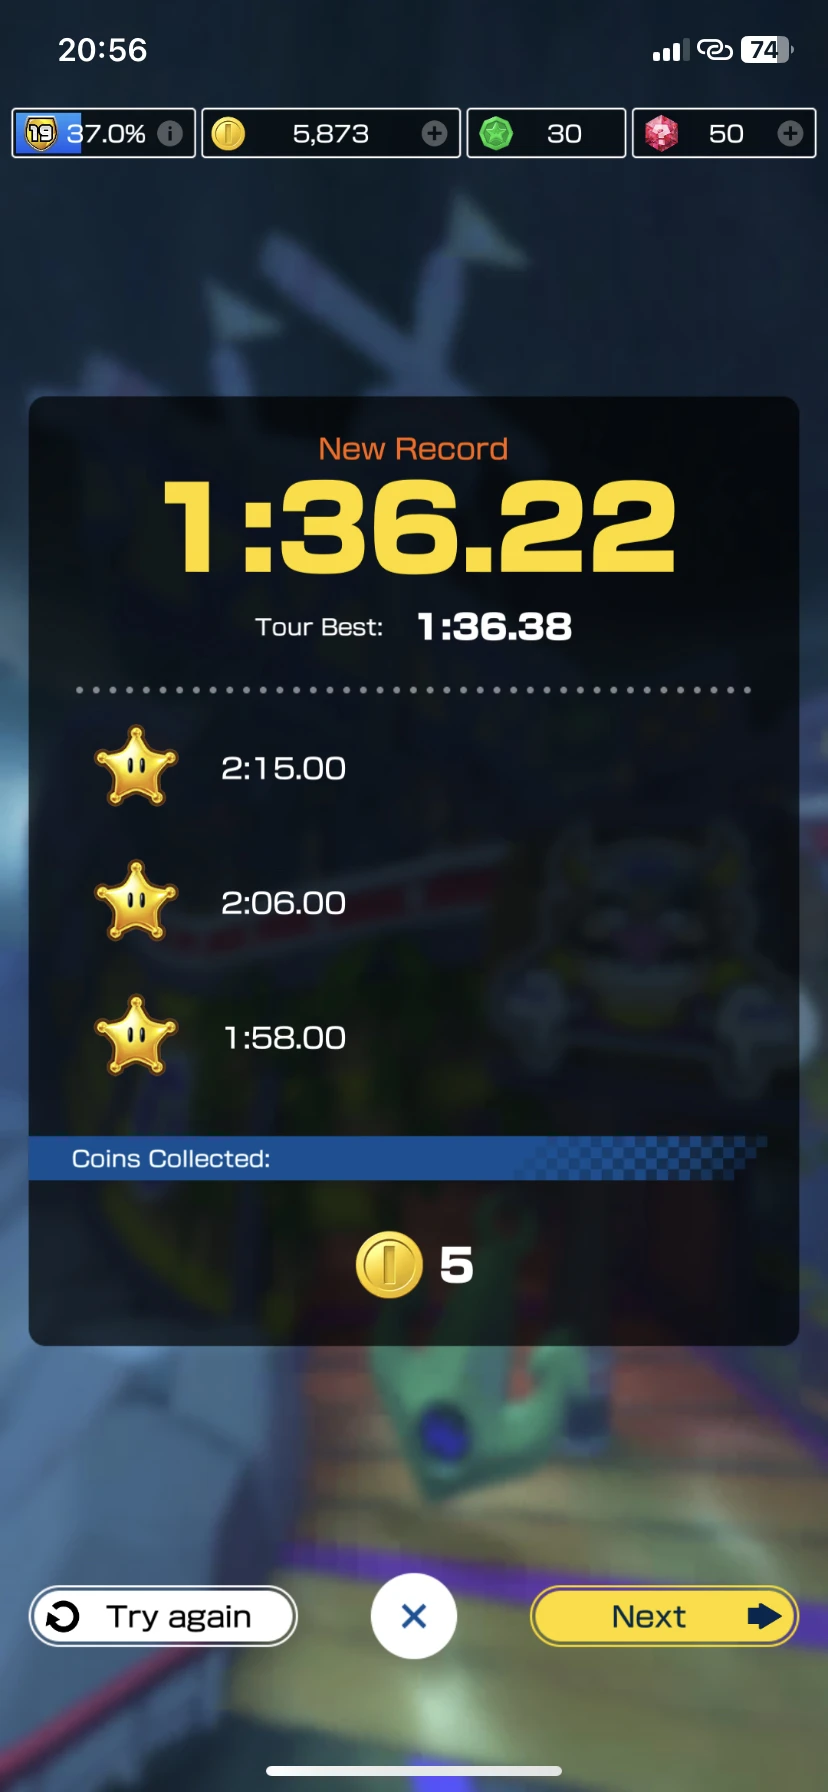 20:56
74
19 37.0% i 5,873 + 30 ? 50 +
New Record
1:36.22
Tour Best: 1:36.38
2:15.00
2:06.00
1:58.00
Coins Collected:
5
Try again × Next